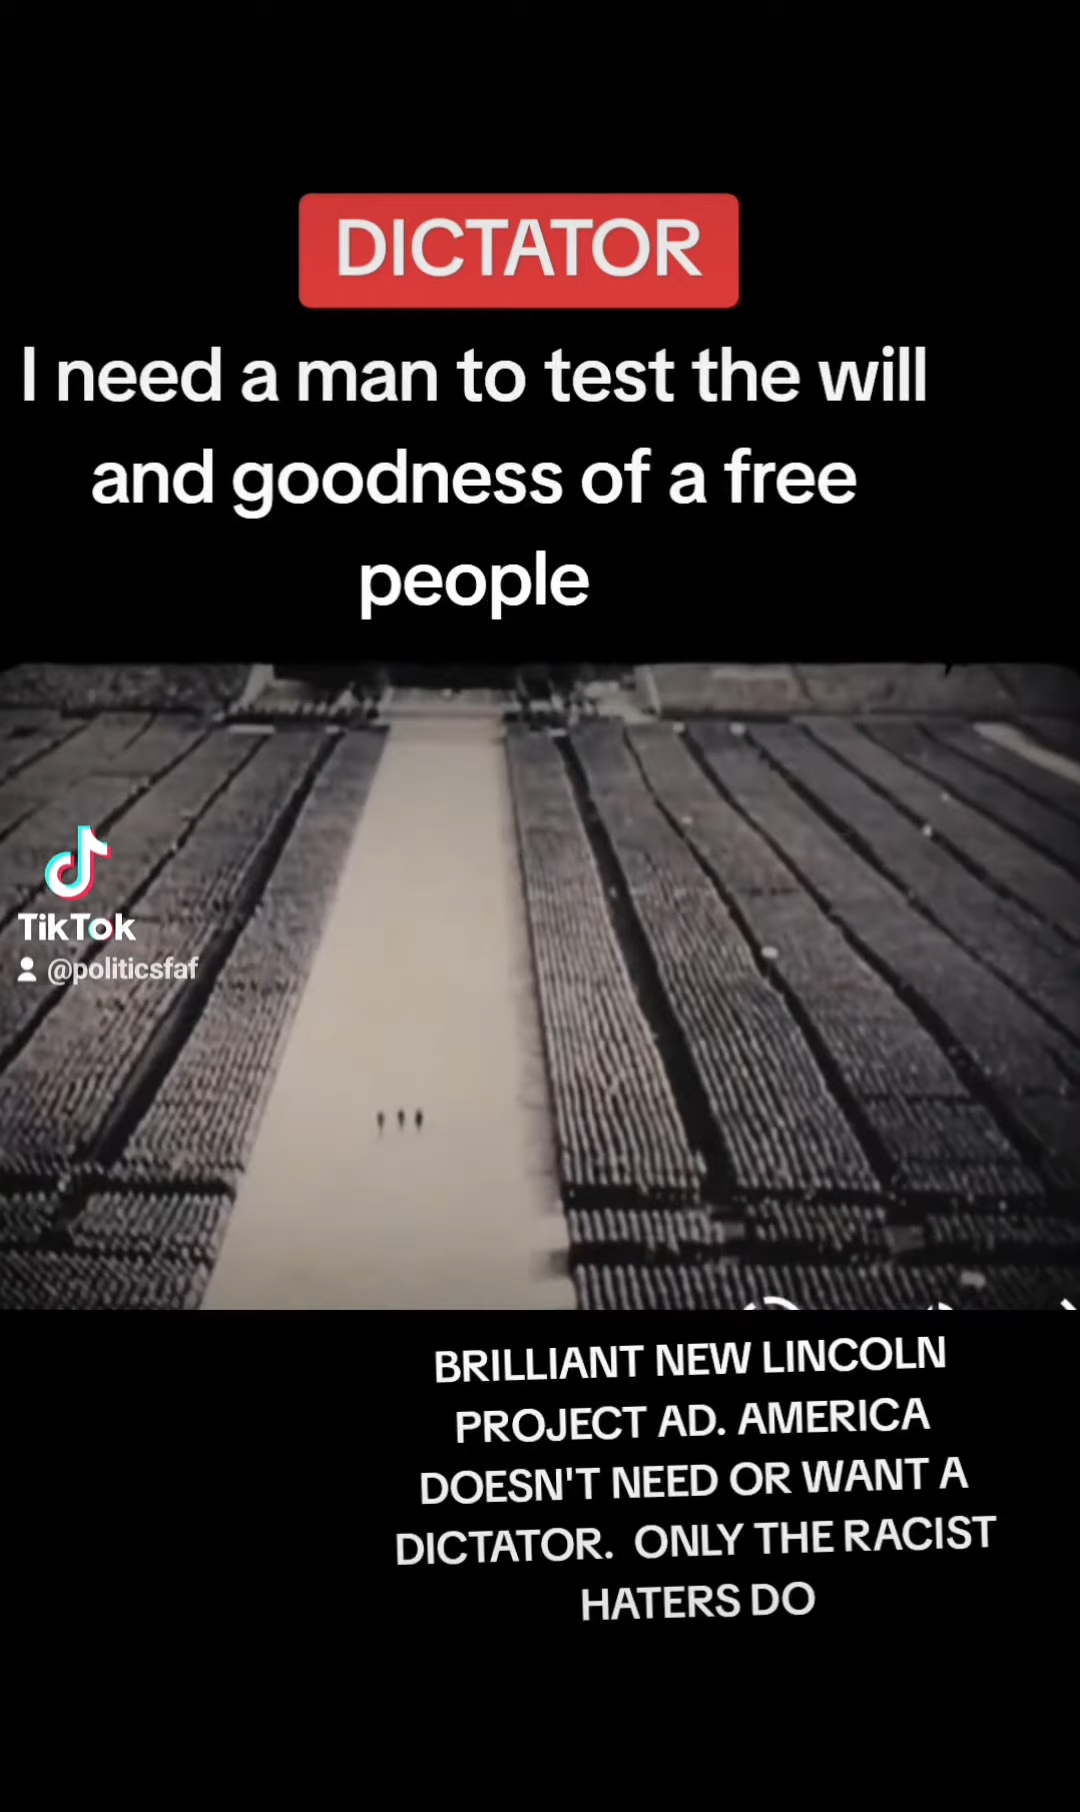 DICTATOR
I need a man to test the will
and goodness of a free
people
TikTok
@politicsfaf
BRILLIANT NEW LINCOLN
PROJECT AD. AMERICA
DOESN'T NEED OR WANT A
DICTATOR. ONLY THE RACIST
HATERS DO